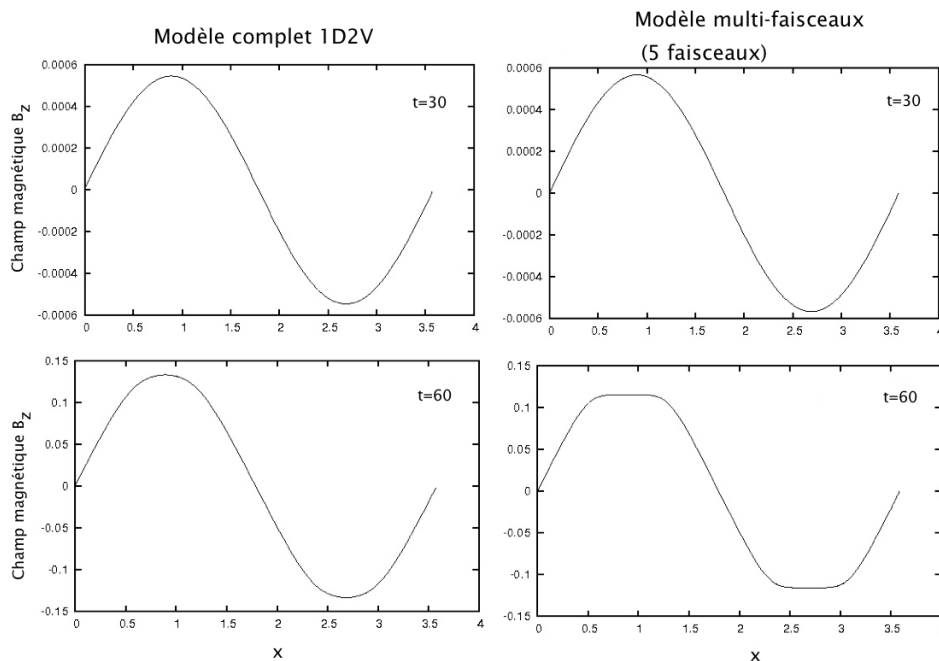 Modèle complet 1D2V
Modèle multi-faisceaux
(5 faisceaux)
Champ magnétique B_z
0.0006
0.0004
0.0002
0
-0.0002
-0.0004
-0.0006
t=30
0 0.5 1 1.5 2 2.5 3 3.5 4
0.0006
0.0004
0.0002
0
-0.0002
-0.0004
-0.0006
t=30
0 0.5 1 1.5 2 2.5 3 3.5 4
Champ magnétique B_z
0.15
0.1
0.05
0
-0.05
-0.1
-0.15
t=60
0 0.5 1 1.5 2 2.5 3 3.5 4
x
0.15
0.1
0.05
0
-0.05
-0.1
-0.15
t=60
0 0.5 1 1.5 2 2.5 3 3.5 4
x